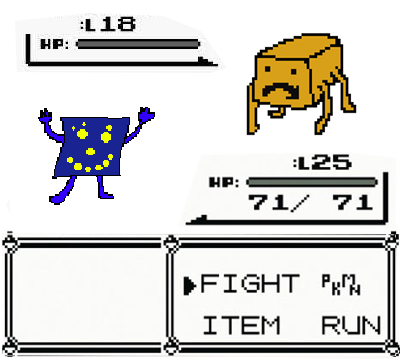 :L18
HP:
:L25
HP:
71/ 71
FIGHT PKMN
ITEM RUN